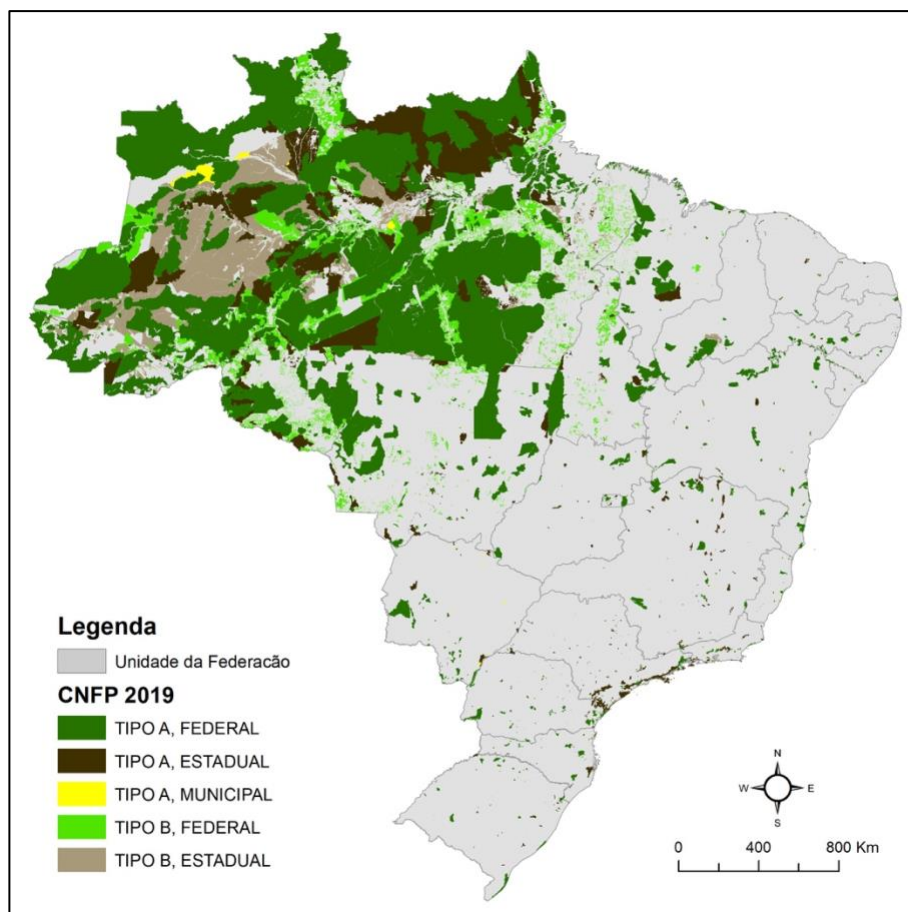 Legenda
Unidade da Federacão
CNFP 2019
TIPO A, FEDERAL
TIPO A, ESTADUAL
TIPO A, MUNICIPAL
TIPO B, FEDERAL
TIPO B, ESTADUAL
N
W E
S
0 400 800 Km